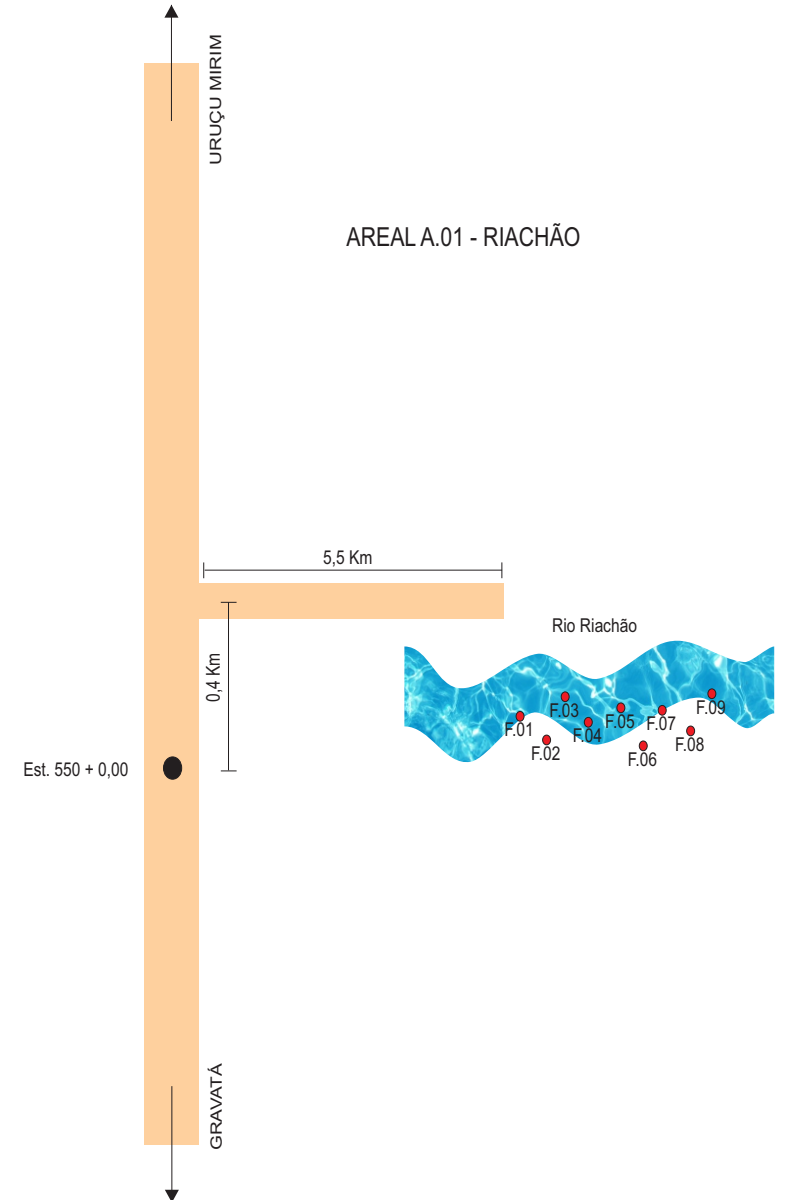 URUÇU MIRIM
AREAL A.01 - RIACHÃO
5,5 Km
Rio Riachão
0,4 Km
F.01
F.02
F.03
F.04
F.05
F.06
F.07
F.08
F.09
Est. 550 + 0,00
GRAVATÁ